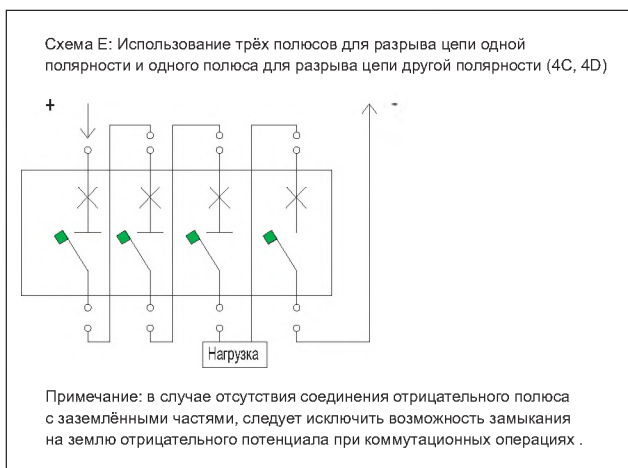 Схема E: Использование трёх полюсов для разрыва цепи одной
полярности и одного полюса для разрыва цепи другой полярности (4C, 4D)
+ -
Нагрузка
Примечание: в случае отсутствия соединения отрицательного полюса
с заземлёнными частями, следует исключить возможность замыкания
на землю отрицательного потенциала при коммутационных операциях .